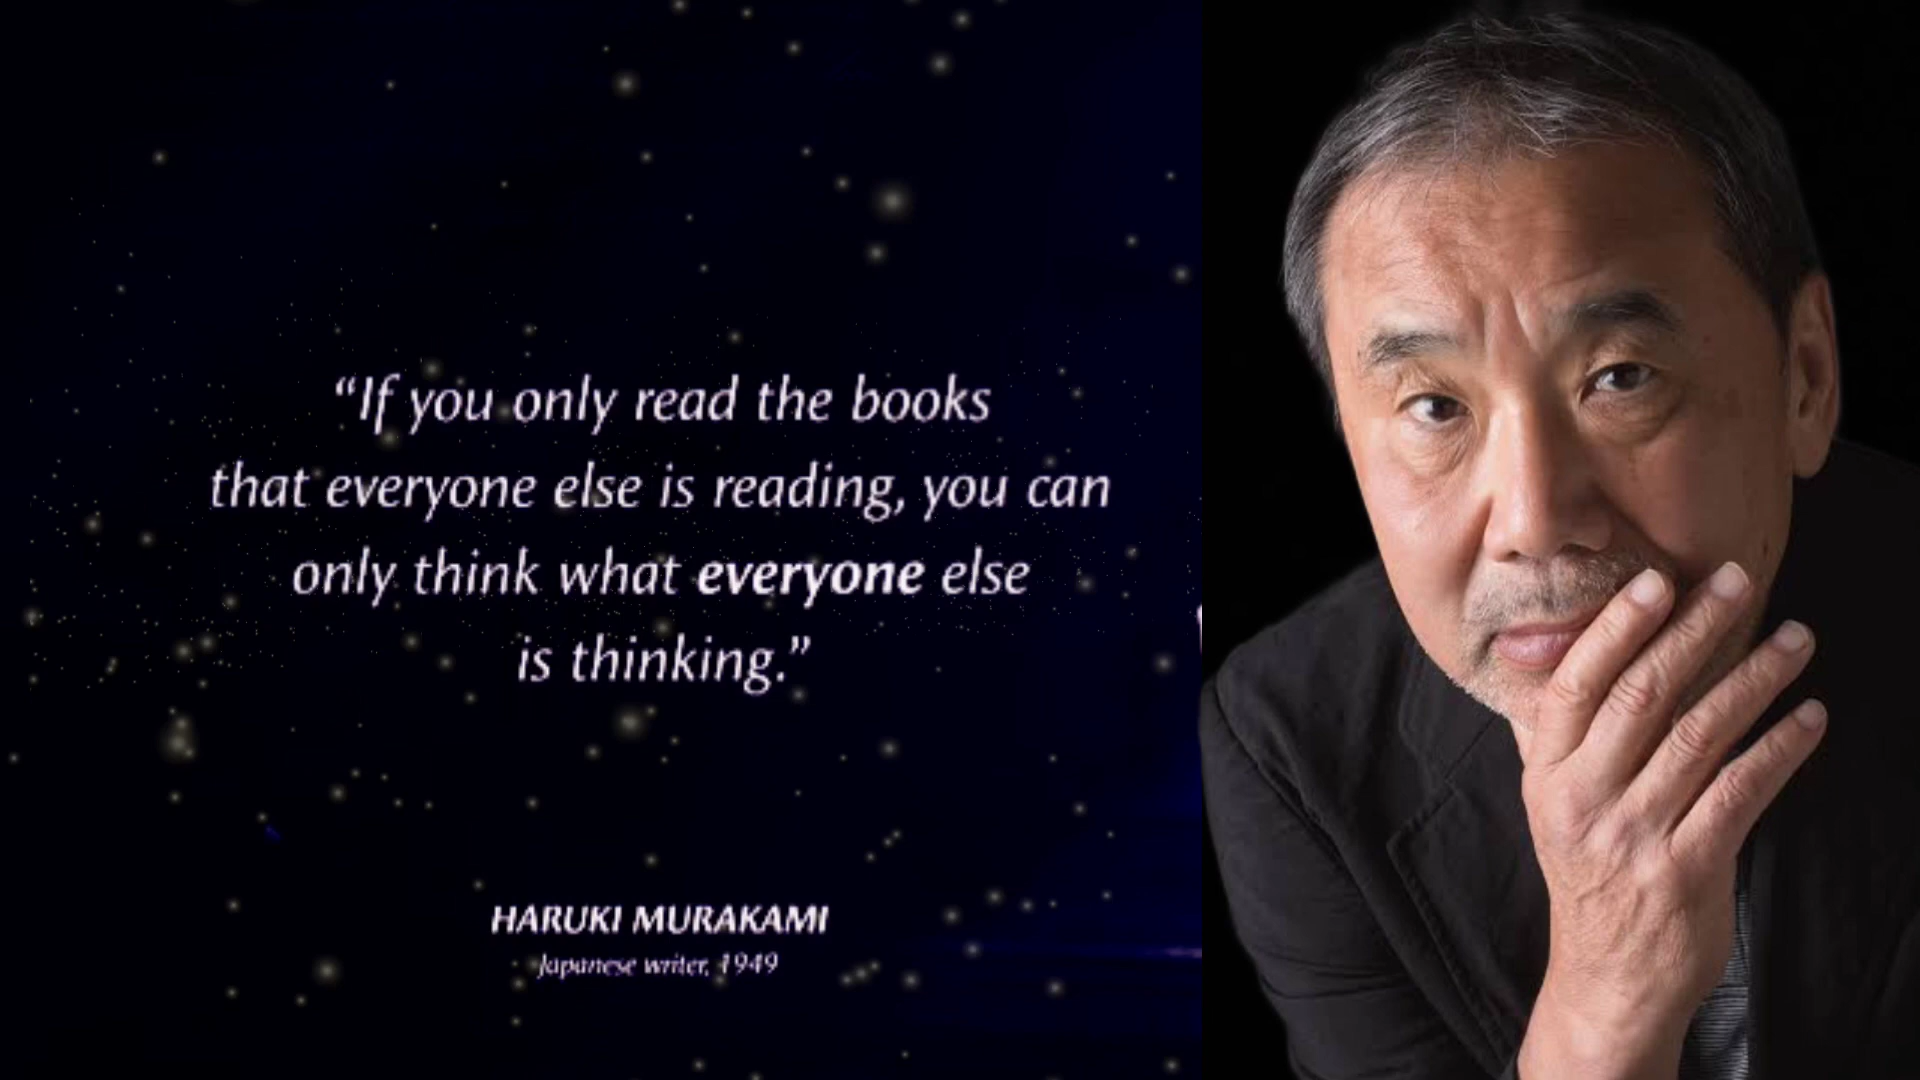 “If you only read the books
that everyone else is reading, you can
only think what everyone else
is thinking.”
HARUKI MURAKAMI
Japanese writer, 1949